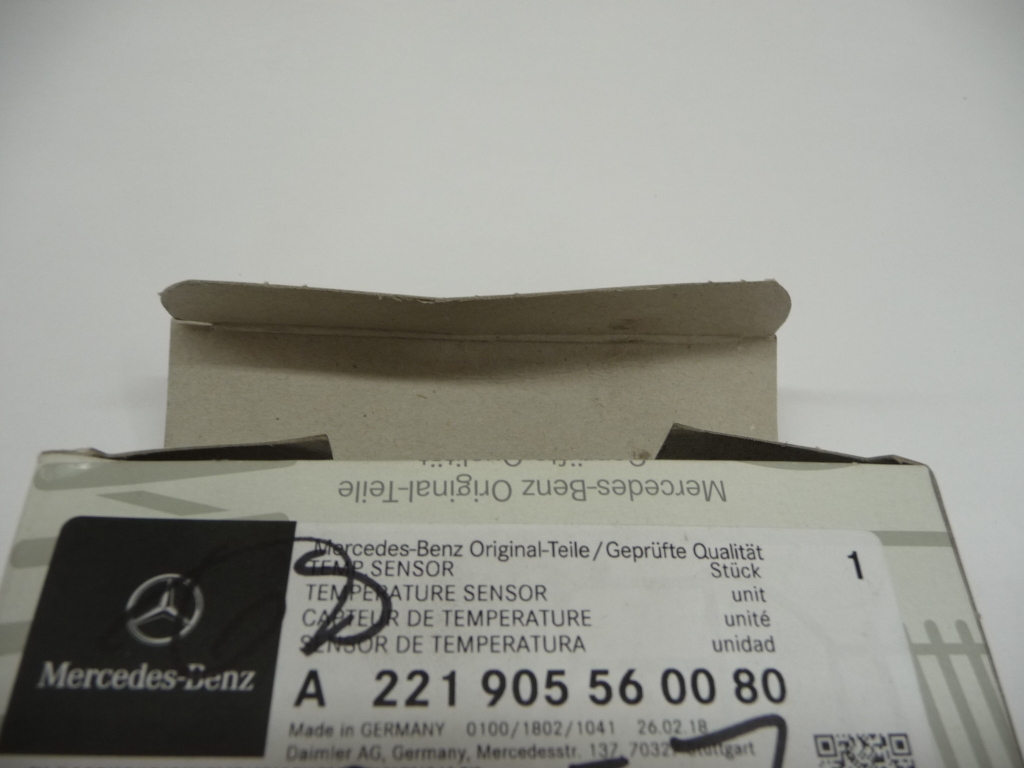 Geprüfte Qualität
Mercedes-Benz Original-Teile
Mercedes-Benz
Mercedes-Benz Original-Teile/Geprüfte Qualität
TEMP.SENSOR Stück 1
TEMPERATURE SENSOR unit
CAPTEUR DE TEMPERATURE unité
SENSOR DE TEMPERATURA unidad
A 221 905 56 00 80
Made in GERMANY 0100/1802/1041 26.02.18
Daimler AG, Germany, Mercedesstr. 137, 70327 Stuttgart